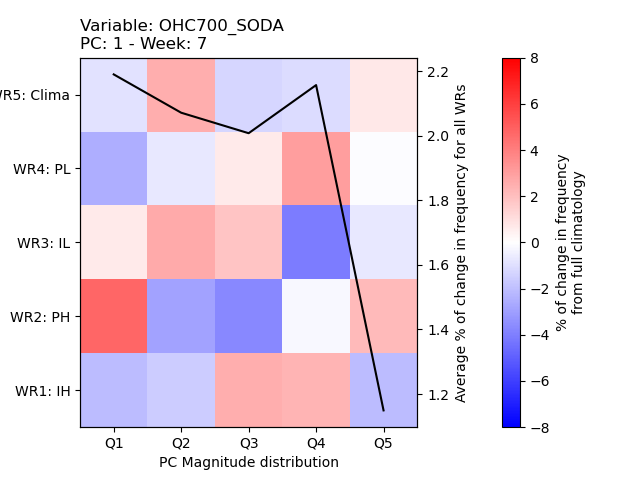 Variable: OHC700_SODA
PC: 1 - Week: 7
WR5: Clima
WR4: PL
WR3: IL
WR2: PH
WR1: IH
Q1 Q2 Q3 Q4 Q5
PC Magnitude distribution
2.2
2.0
1.8
1.6
1.4
1.2
Average % of change in frequency for all WRs
8
6
4
2
0
−2
−4
−6
−8
% of change in frequency
from full climatology